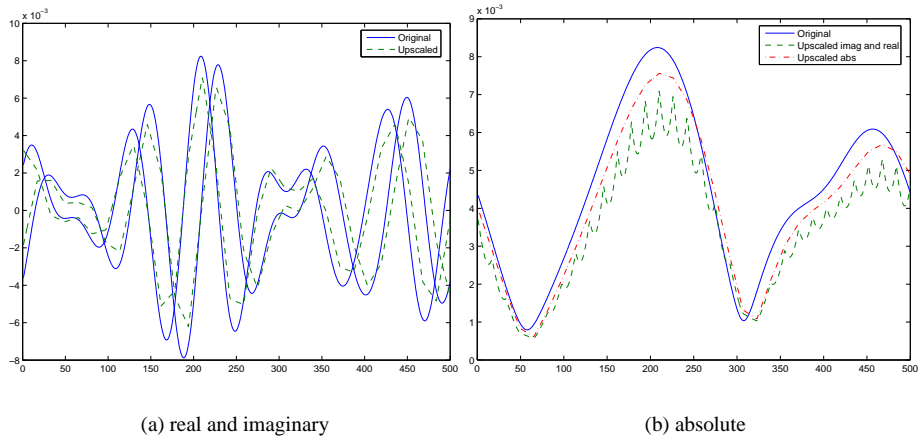 × 10⁻³
10
8
6
4
2
0
−2
−4
−6
−8
0 50 100 150 200 250 300 350 400 450 500
Original
Upscaled
(a) real and imaginary
× 10⁻³
9
8
7
6
5
4
3
2
1
0
0 50 100 150 200 250 300 350 400 450 500
Original
Upscaled imag and real
Upscaled abs
(b) absolute